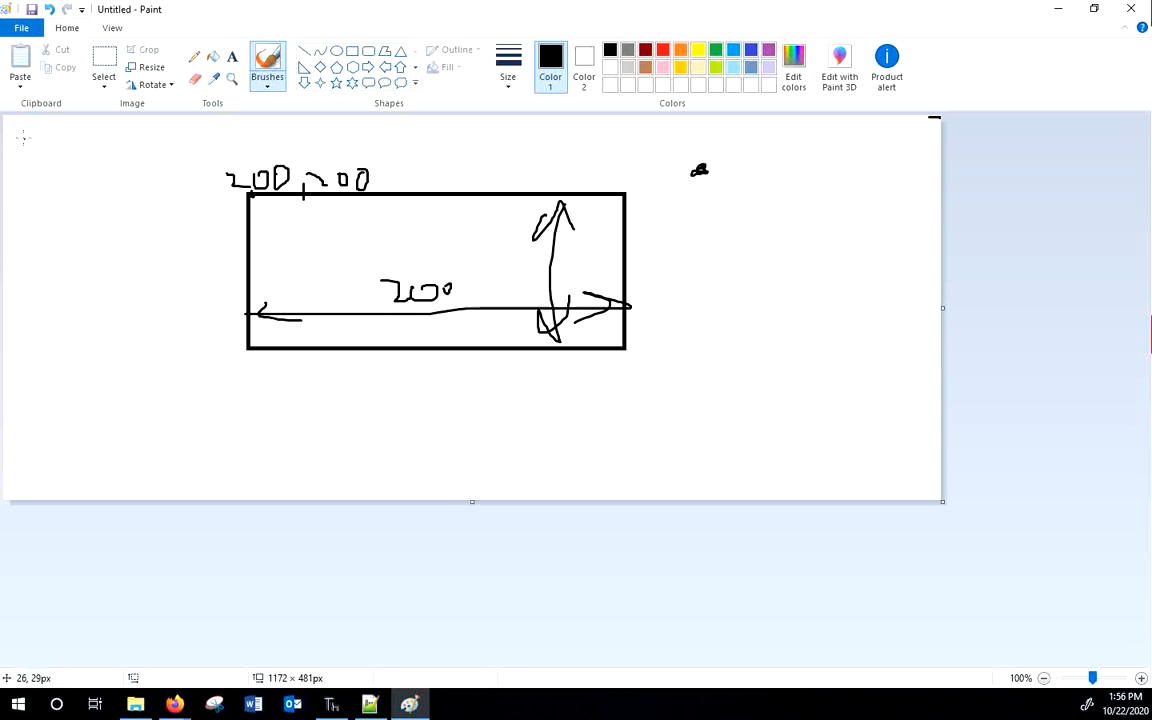 Untitled - Paint
File Home View
Paste Cut Copy Select Crop Resize Rotate Brushes Outline Fill Size Color 1 Color 2 Edit colors Edit with Paint 3D Product alert
Clipboard Image Tools Shapes Colors
200,200
200
26, 29px 1172 × 481px 100%
1:56 PM
10/22/2020